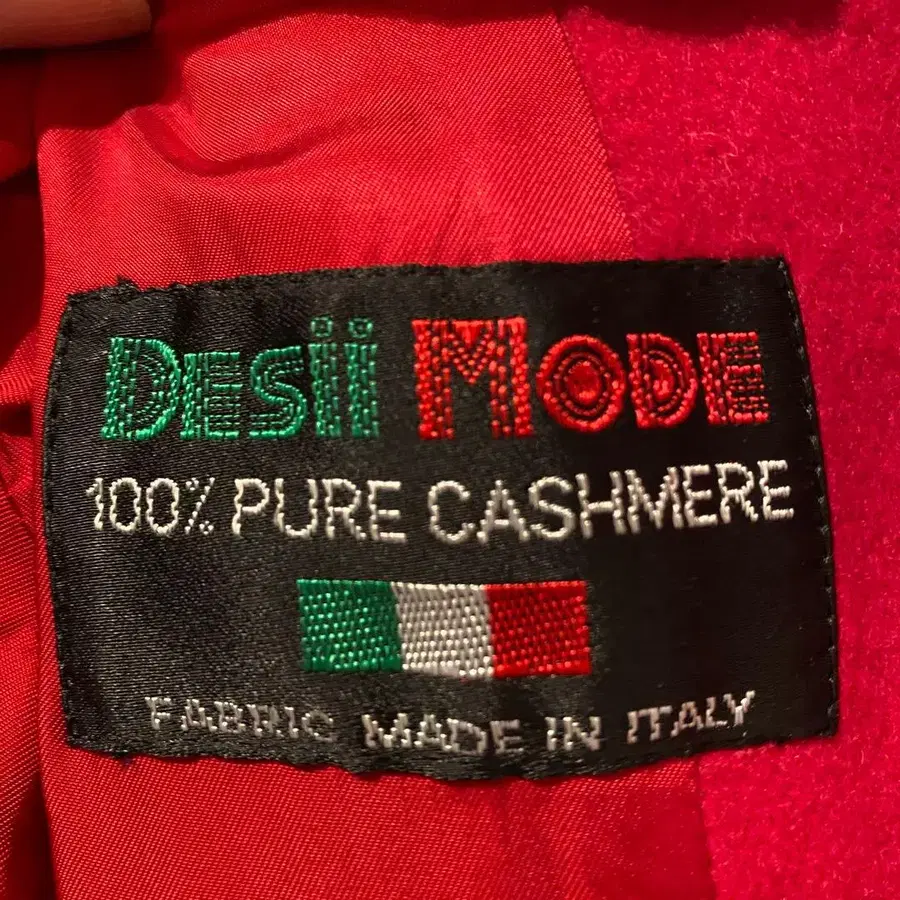 Desii Mode
100% PURE CASHMERE
FABRIC MADE IN ITALY